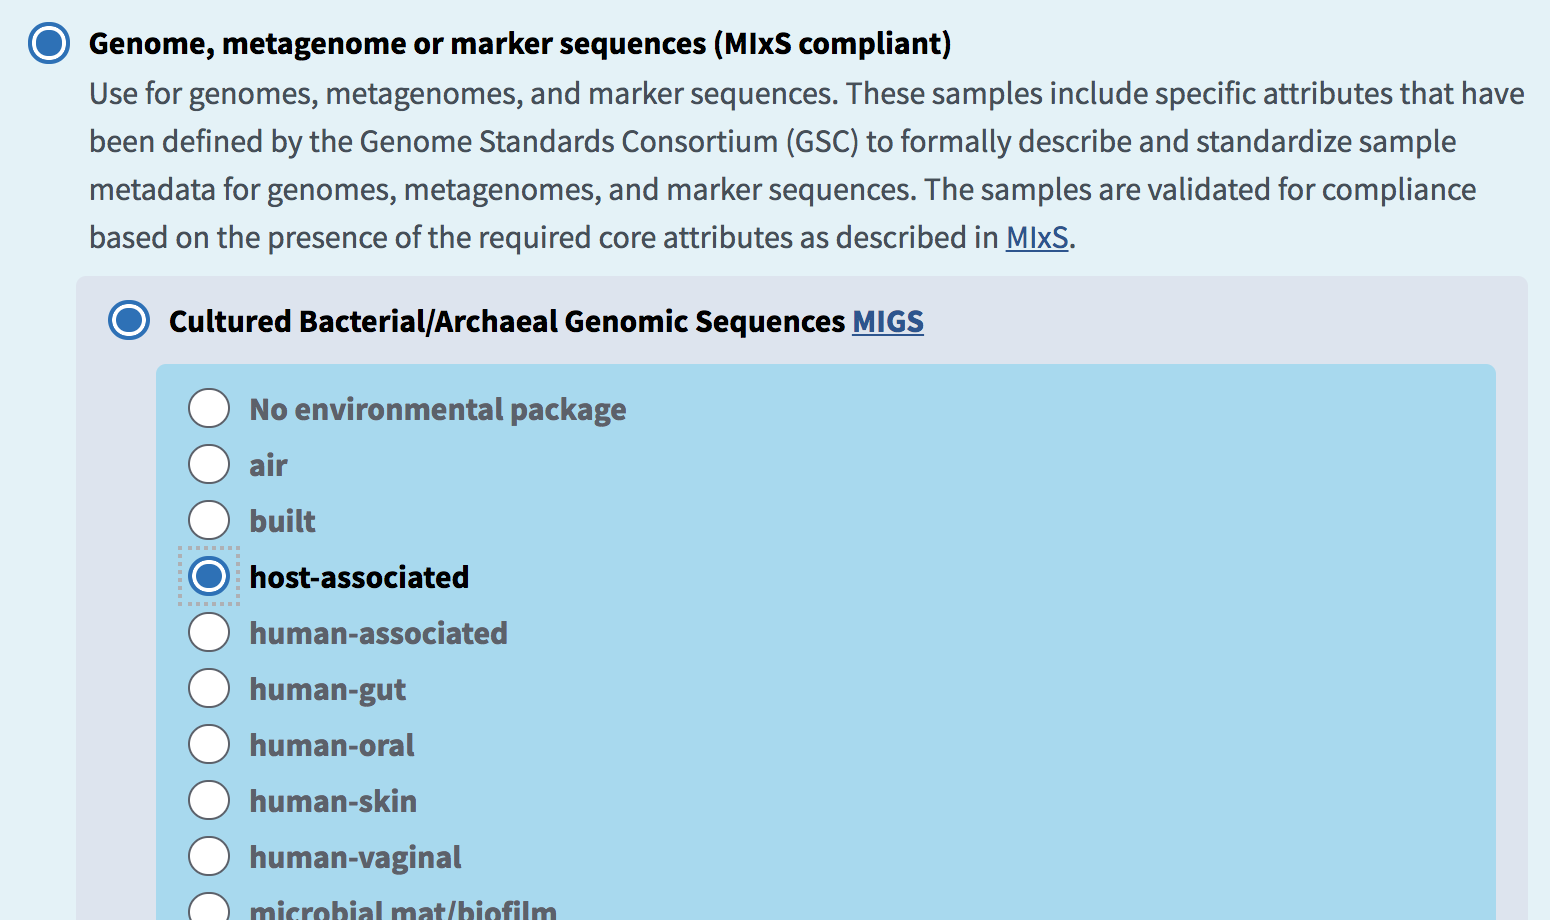 Genome, metagenome or marker sequences (MIxS compliant)
Use for genomes, metagenomes, and marker sequences. These samples include specific attributes that have
been defined by the Genome Standards Consortium (GSC) to formally describe and standardize sample
metadata for genomes, metagenomes, and marker sequences. The samples are validated for compliance
based on the presence of the required core attributes as described in MIxS.
Cultured Bacterial/Archaeal Genomic Sequences MIGS
No environmental package
air
built
host-associated
human-associated
human-gut
human-oral
human-skin
human-vaginal
microbial mat/biofilm